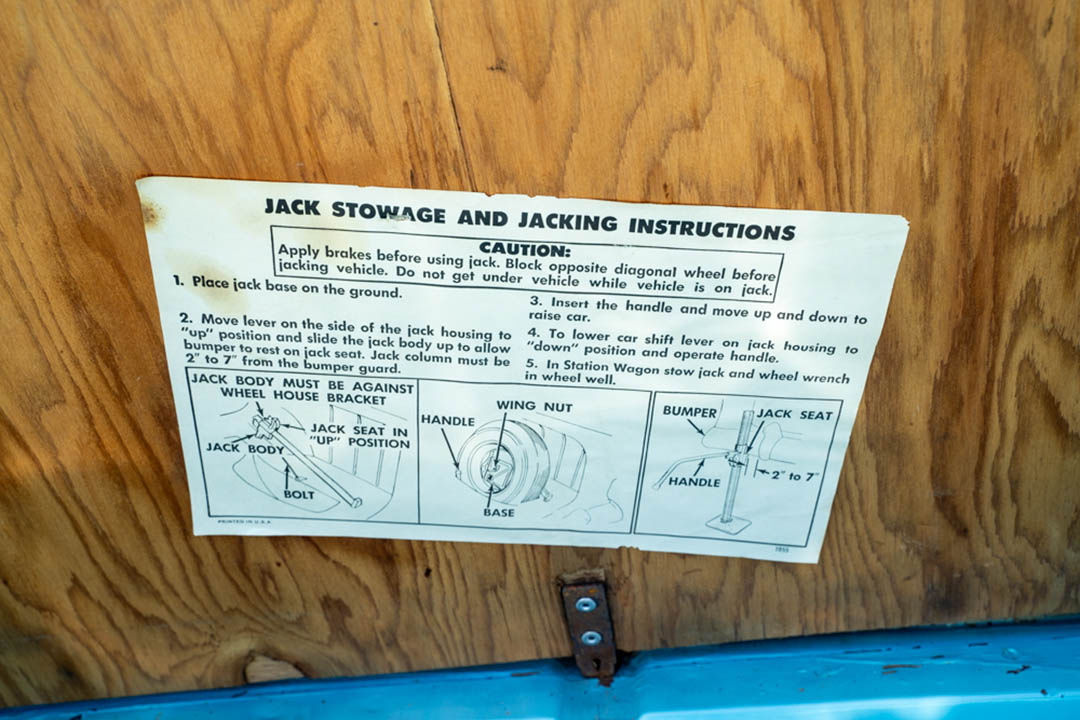 JACK STOWAGE AND JACKING INSTRUCTIONS
CAUTION:
Apply brakes before using jack. Block opposite diagonal wheel before
jacking vehicle. Do not get under vehicle while vehicle is on jack.
1. Place jack base on the ground.
2. Move lever on the side of the jack housing to
"up" position and slide the jack body up to allow
bumper to rest on jack seat. Jack column must be
2" to 7" from the bumper guard.
3. Insert the handle and move up and down to
raise car.
4. To lower car shift lever on jack housing to
"down" position and operate handle.
5. In Station Wagon stow jack and wheel wrench
in wheel well.
JACK BODY MUST BE AGAINST
WHEEL HOUSE BRACKET
JACK SEAT IN
"UP" POSITION
JACK BODY
BOLT
WING NUT
HANDLE
BASE
BUMPER
JACK SEAT
HANDLE
2" to 7"
PRINTED IN U.S.A